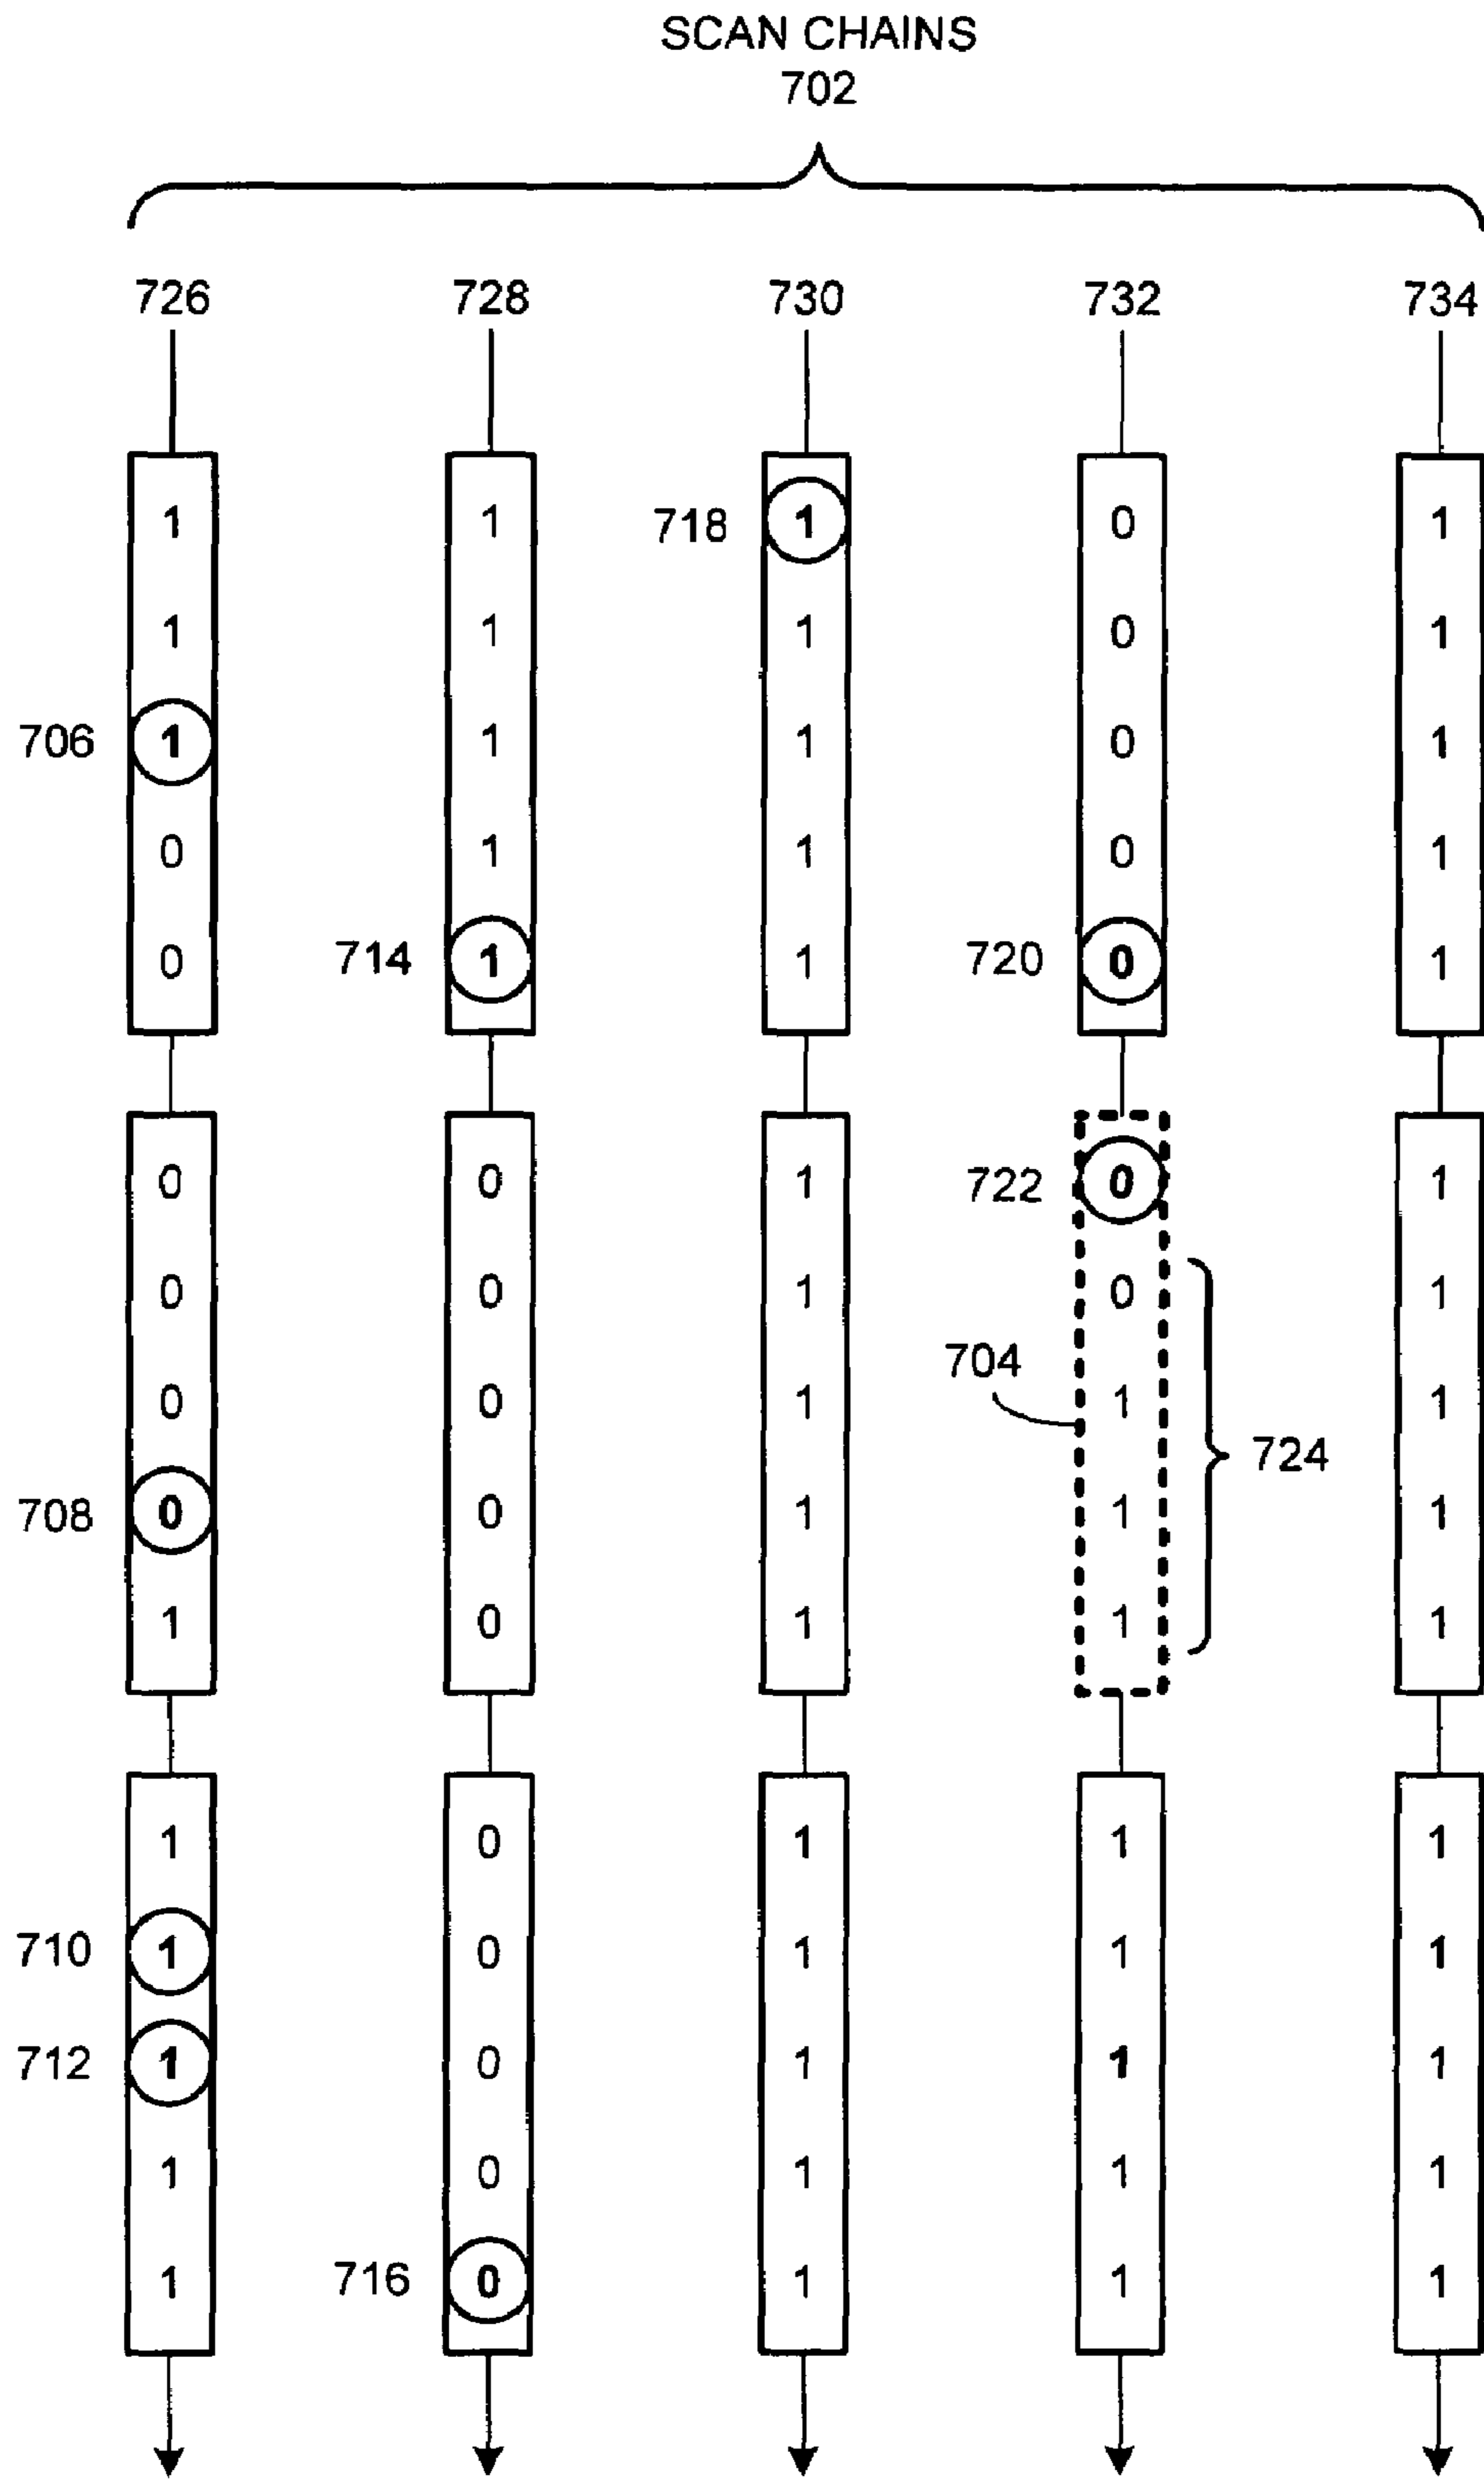 SCAN CHAINS
702
726 728 730 732 734
1 1 718 1 0 1
1 1 1 0 1
706 1 1 1 0 1
0 1 1 0 1
0 714 1 1 720 0 1
0 0 1 722 0 1
0 0 1 0 1
704
0 0 1 1 1
724
708 0 0 1 1 1
1 0 1 1 1
1 0 1 1 1
710 1 0 1 1 1
712 1 0 1 1 1
1 0 1 1 1
1 716 0 1 1 1